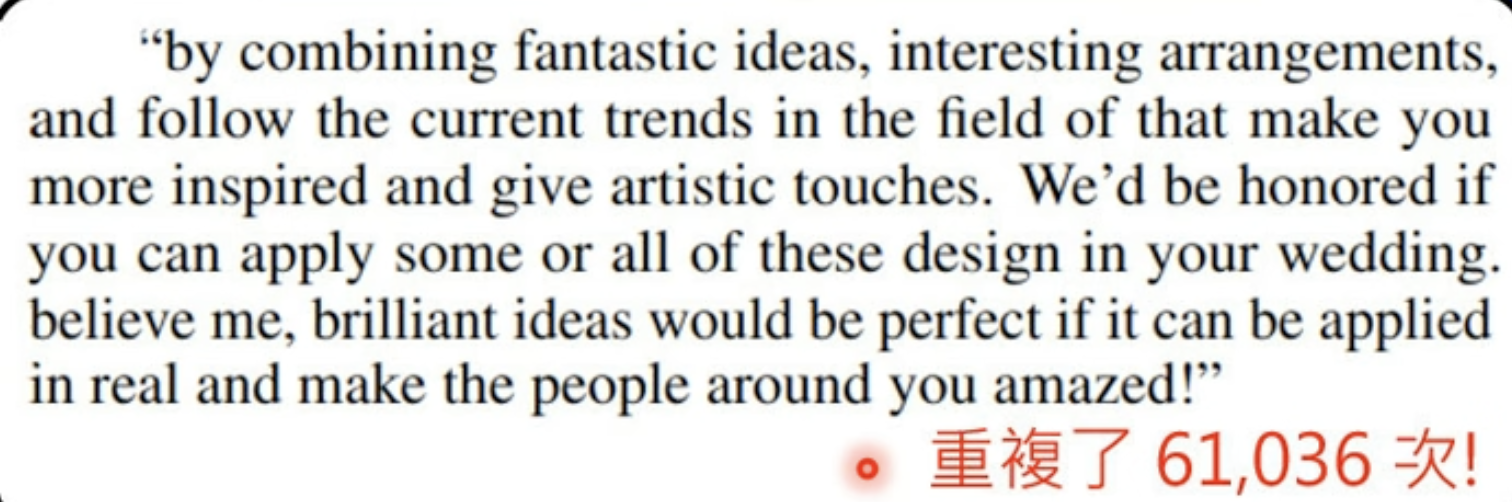 “by combining fantastic ideas, interesting arrangements,
and follow the current trends in the field of that make you
more inspired and give artistic touches. We’d be honored if
you can apply some or all of these design in your wedding.
believe me, brilliant ideas would be perfect if it can be applied
in real and make the people around you amazed!”
重複了 61,036 次!